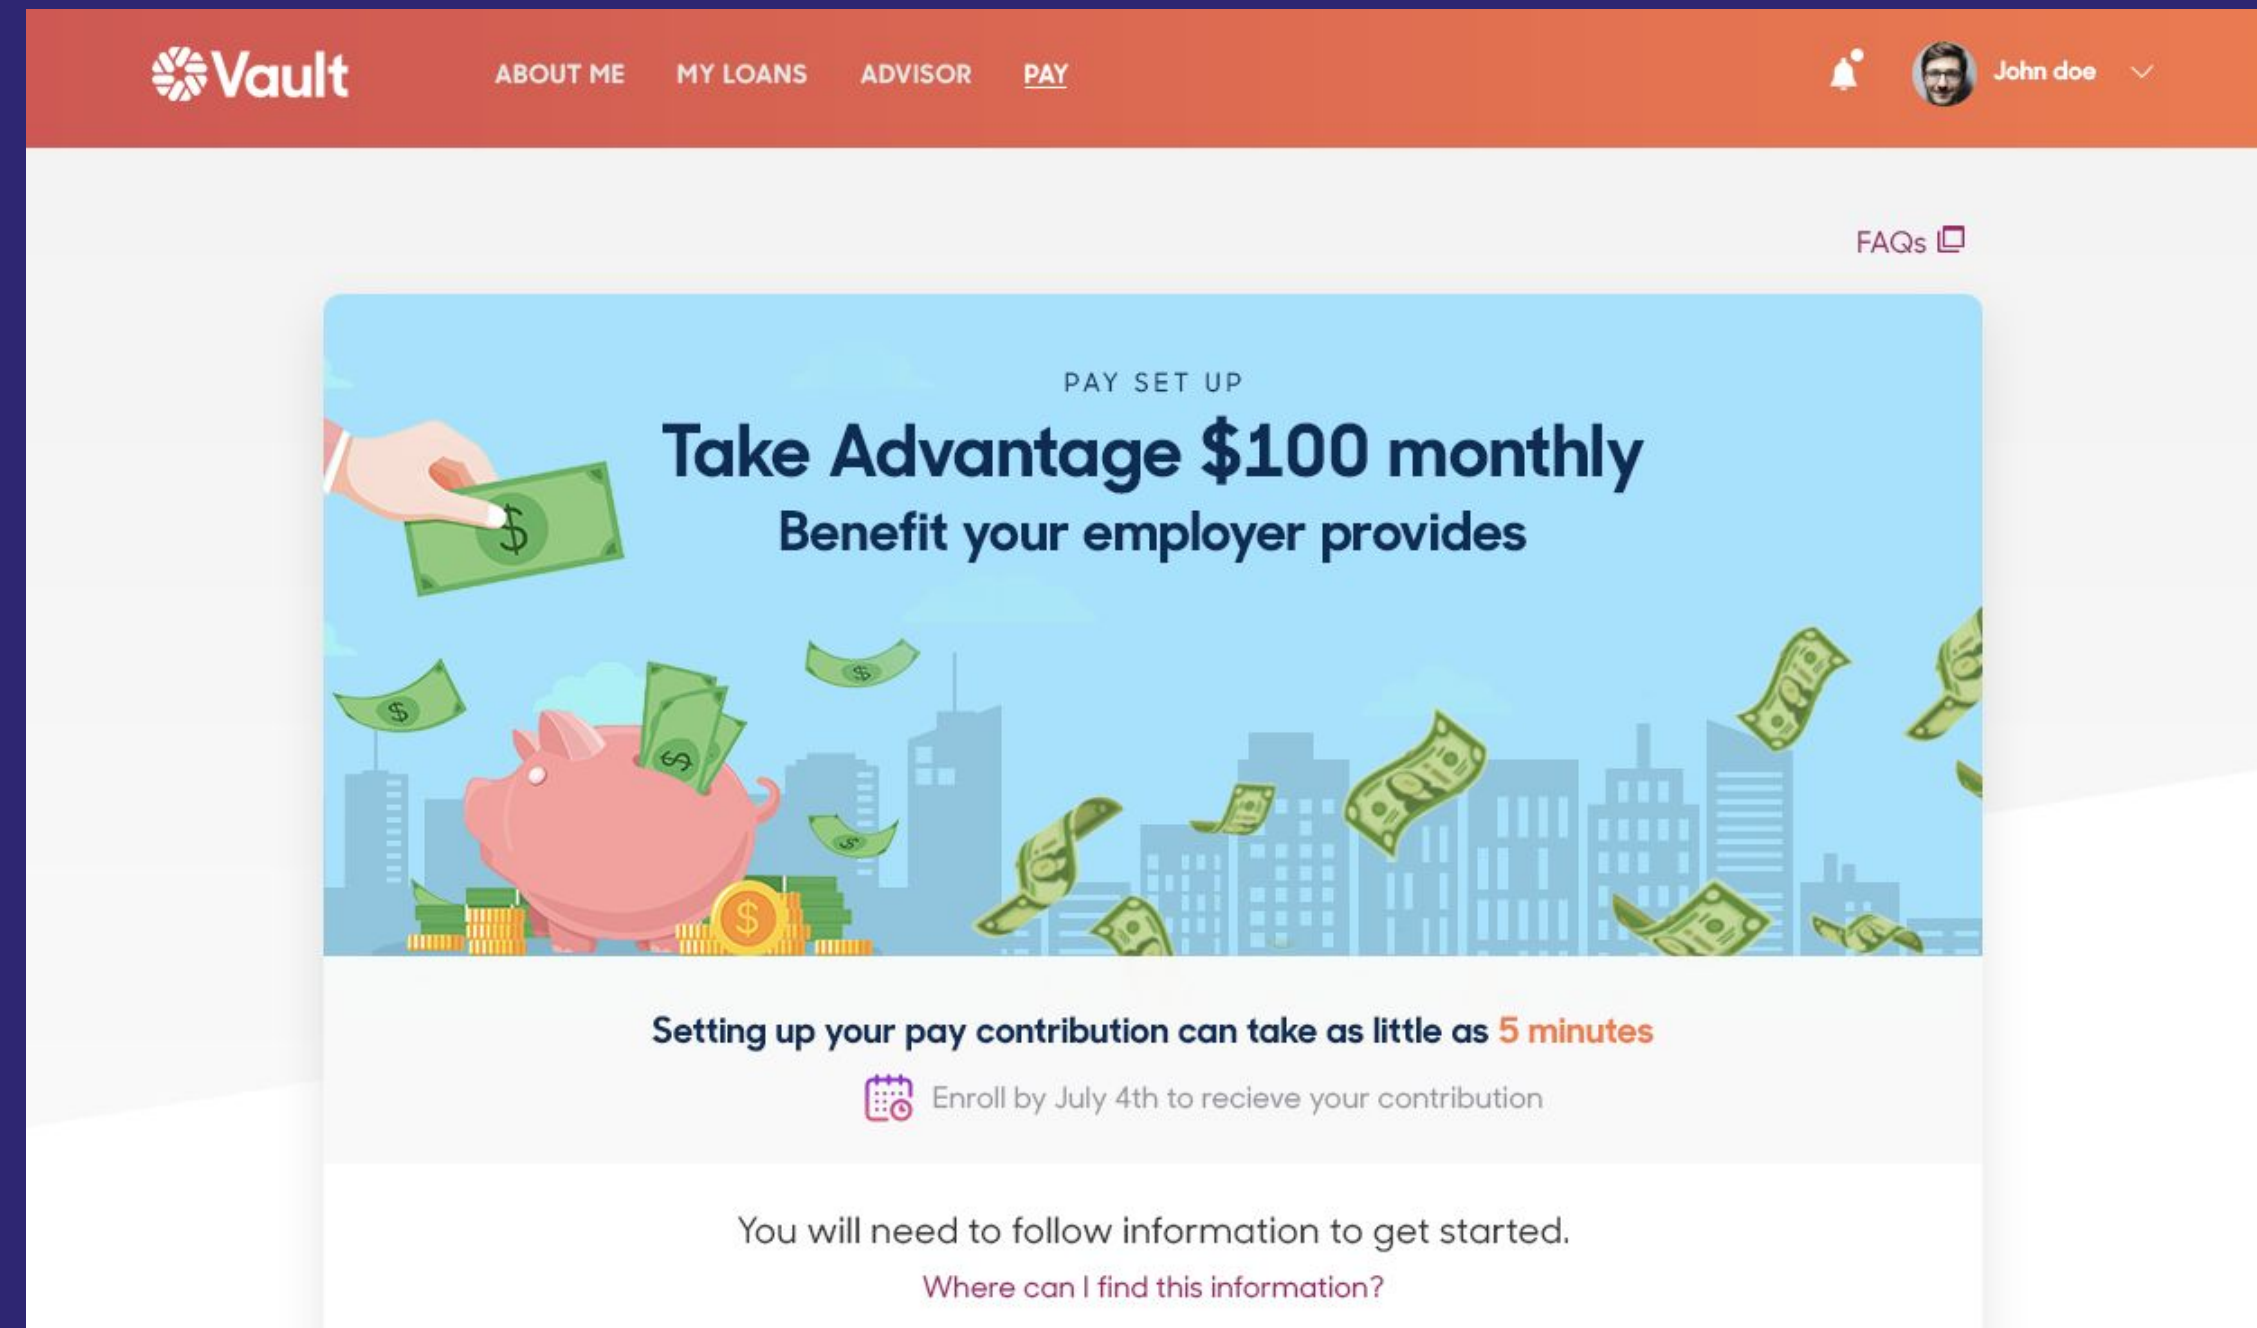 Vault
ABOUT ME MY LOANS ADVISOR PAY
John doe
FAQs
PAY SET UP
Take Advantage $100 monthly
Benefit your employer provides
Setting up your pay contribution can take as little as 5 minutes
Enroll by July 4th to recieve your contribution
You will need to follow information to get started.
Where can I find this information?